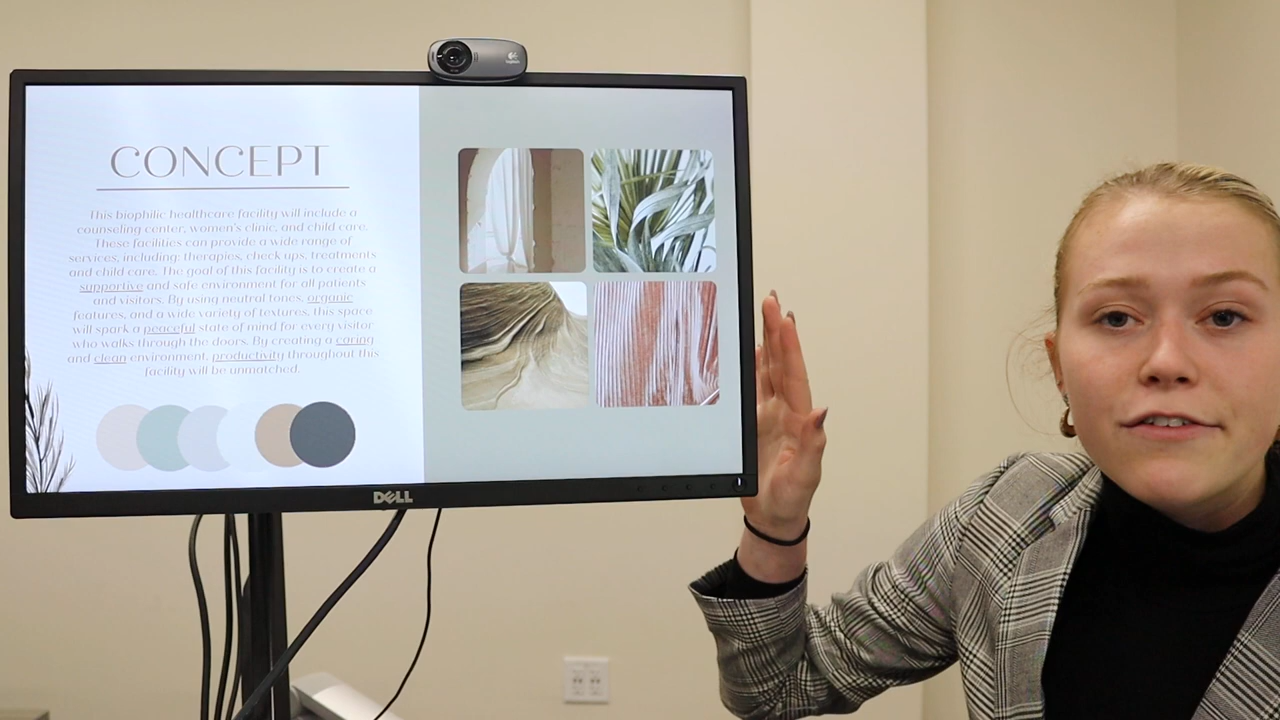 logitech
CONCEPT
This biophilic healthcare facility will include a
counseling center, women's clinic, and child care.
These facilities can provide a wide range of
services, including: therapies, check ups, treatments
and child care. The goal of this facility is to create a
supportive and safe environment for all patients
and visitors. By using neutral tones, organic
features, and a wide variety of textures, this space
will spark a peaceful state of mind for every visitor
who walks through the doors. By creating a caring
and clean environment, productivity throughout this
facility will be unmatched.
DELL